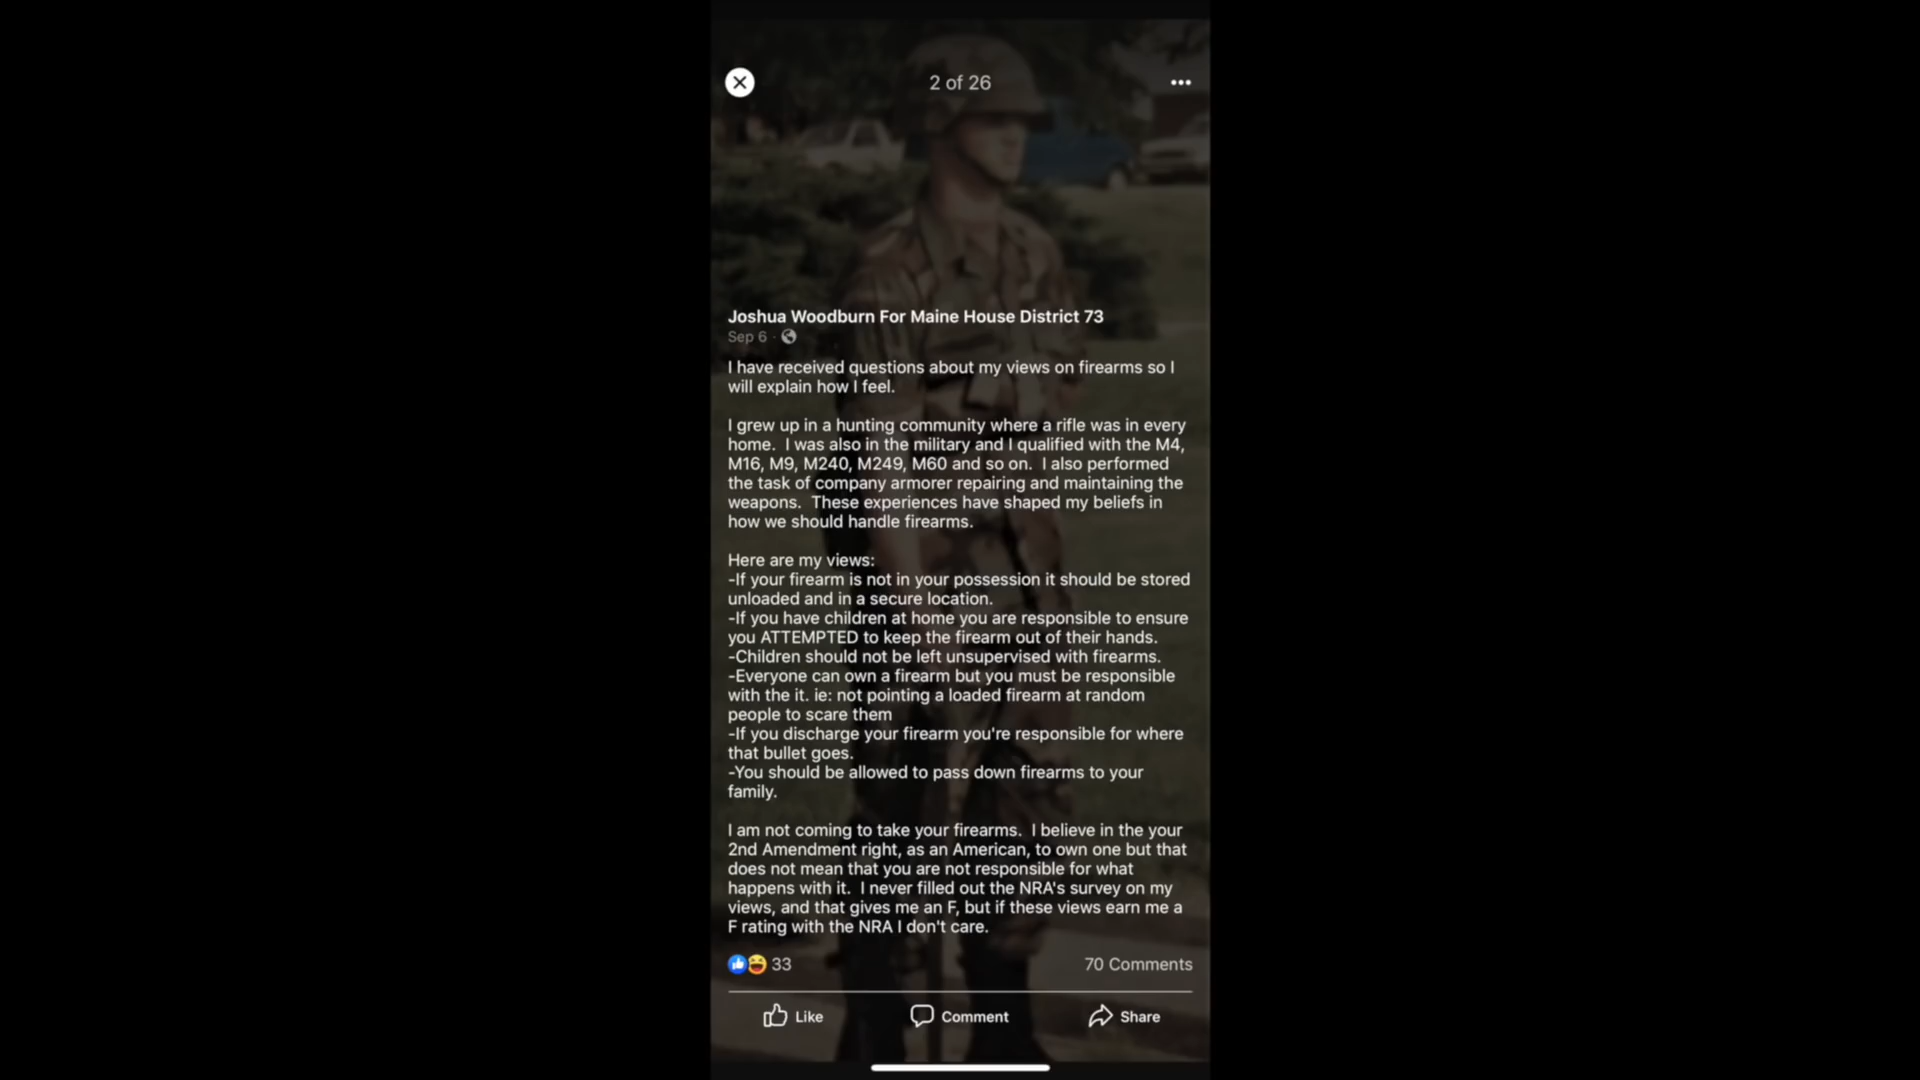 2 of 26
Joshua Woodburn For Maine House District 73
Sep 6 ·
I have received questions about my views on firearms so I
will explain how I feel.
I grew up in a hunting community where a rifle was in every
home.  I was also in the military and I qualified with the M4,
M16, M9, M240, M249, M60 and so on.  I also performed
the task of company armorer repairing and maintaining the
weapons.  These experiences have shaped my beliefs in
how we should handle firearms.
Here are my views:
-If your firearm is not in your possession it should be stored
unloaded and in a secure location.
-If you have children at home you are responsible to ensure
you ATTEMPTED to keep the firearm out of their hands.
-Children should not be left unsupervised with firearms.
-Everyone can own a firearm but you must be responsible
with the it. ie: not pointing a loaded firearm at random
people to scare them
-If you discharge your firearm you're responsible for where
that bullet goes.
-You should be allowed to pass down firearms to your
family.
I am not coming to take your firearms.  I believe in the your
2nd Amendment right, as an American, to own one but that
does not mean that you are not responsible for what
happens with it.  I never filled out the NRA's survey on my
views, and that gives me an F, but if these views earn me a
F rating with the NRA I don't care.
33 70 Comments
Like Comment Share